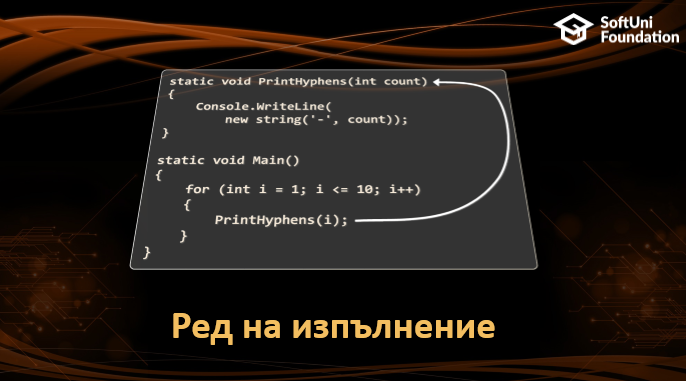 SoftUni
Foundation
static void PrintHyphens(int count)
{
Console.WriteLine(
new string('-', count));
}
static void Main()
{
for (int i = 1; i <= 10; i++)
{
PrintHyphens(i);
}
}
Ред на изпълнение